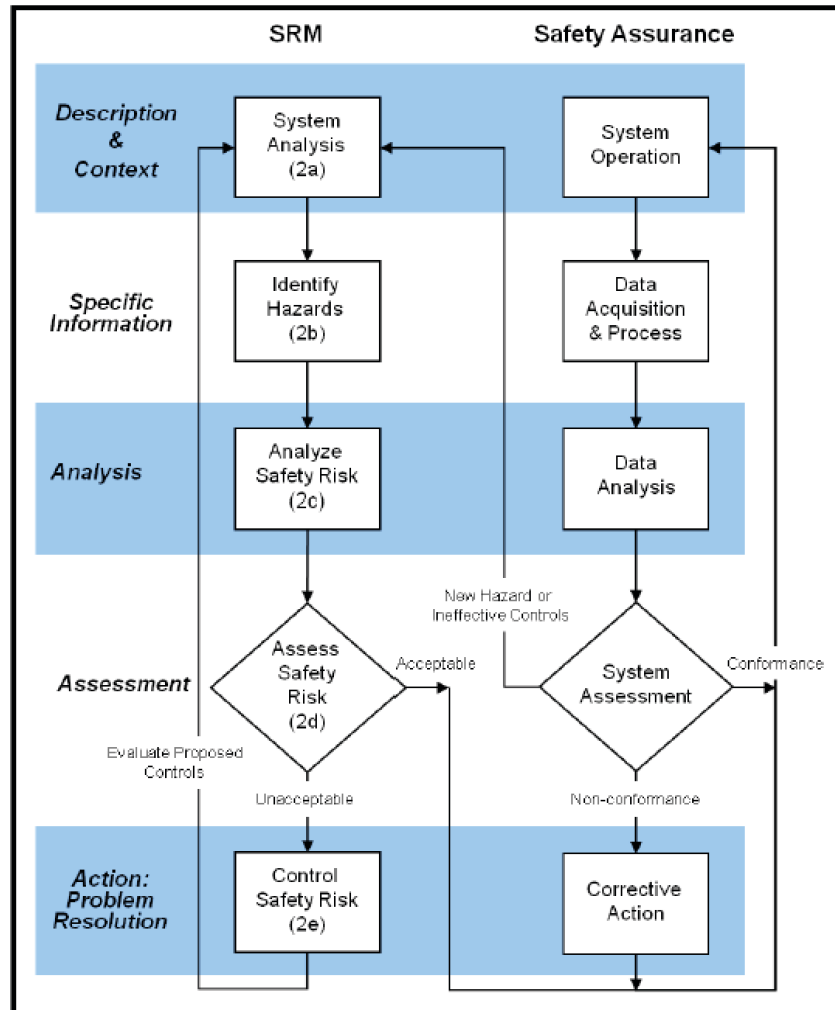 SRM
Safety Assurance
Description
&
Context
System
Analysis
(2a)
System
Operation
Specific
Information
Identify
Hazards
(2b)
Data
Acquisition
& Process
Analysis
Analyze
Safety Risk
(2c)
Data
Analysis
New Hazard or
Ineffective Controls
Assessment
Assess
Safety
Risk
(2d)
Acceptable
System
Assessment
Conformance
Evaluate Proposed
Controls
Unacceptable
Non-conformance
Action:
Problem
Resolution
Control
Safety Risk
(2e)
Corrective
Action